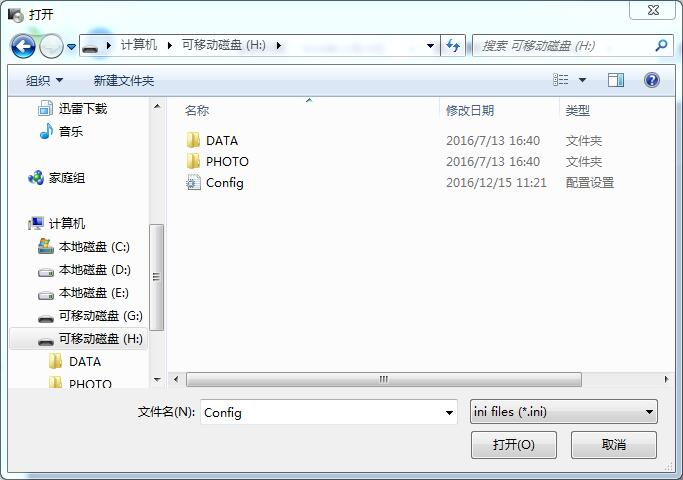 打开
计算机 可移动磁盘 (H:) 搜索 可移动磁盘 (H:)
组织 新建文件夹
迅雷下载
音乐
家庭组
计算机
本地磁盘 (C:)
本地磁盘 (D:)
本地磁盘 (E:)
可移动磁盘 (G:)
可移动磁盘 (H:)
DATA
PHOTO
名称 修改日期 类型
DATA 2016/7/13 16:40 文件夹
PHOTO 2016/7/13 16:40 文件夹
Config 2016/12/15 11:21 配置设置
文件名(N): Config ini files (*.ini)
打开(O) 取消